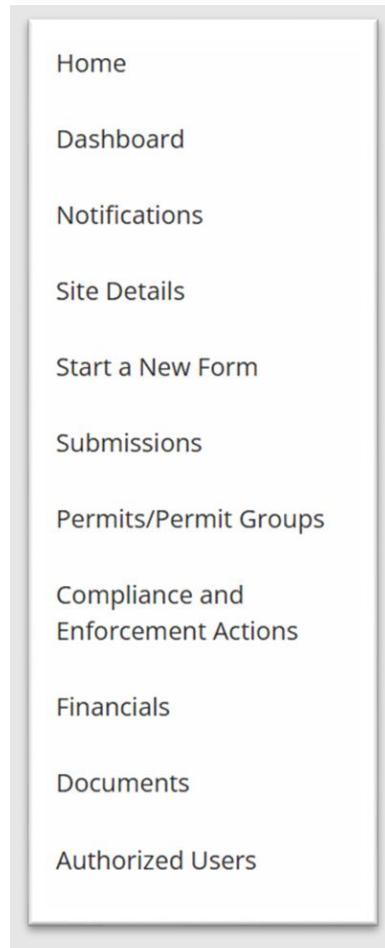 Home
Dashboard
Notifications
Site Details
Start a New Form
Submissions
Permits/Permit Groups
Compliance and
Enforcement Actions
Financials
Documents
Authorized Users